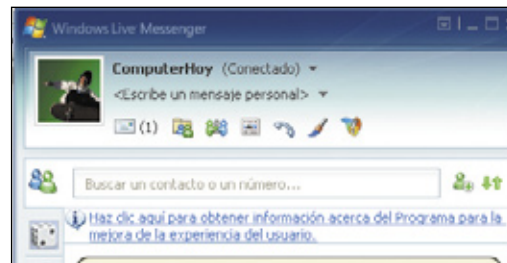 Windows Live Messenger
ComputerHoy (Conectado)
<Escribe un mensaje personal>
(1)
Buscar un contacto o un número...
Haz clic aquí para obtener información acerca del Programa para la
mejora de la experiencia del usuario.